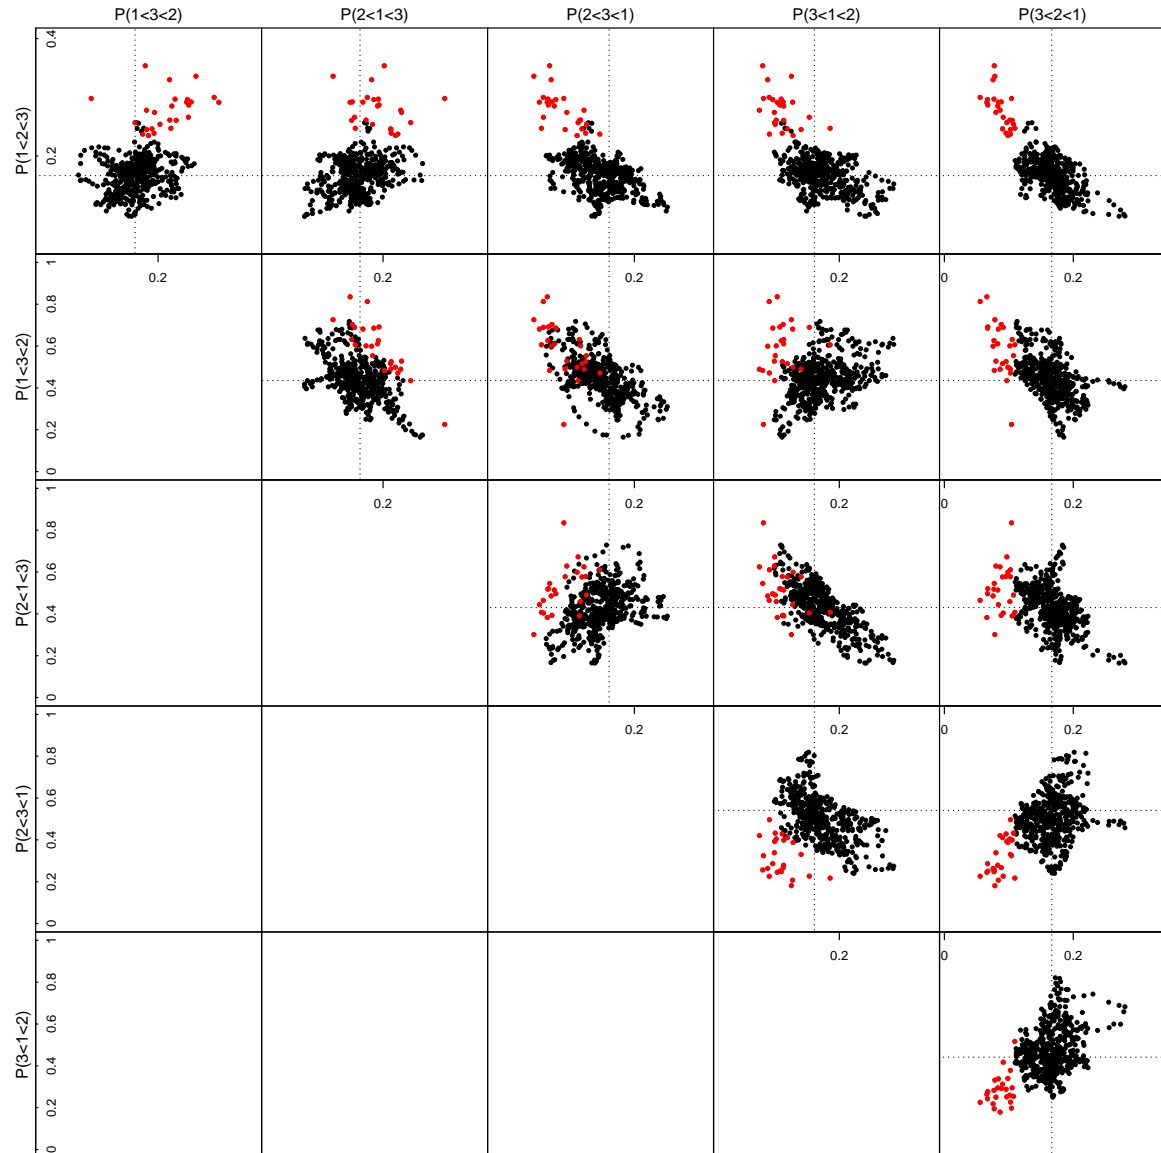 P(1<3<2) P(2<1<3) P(2<3<1) P(3<1<2) P(3<2<1)
P(1<2<3) 0.2 0.4
0.2 0.2 0.2 0.2 0 0.2
P(1<3<2) 0 0.2 0.4 0.6 0.8 1
0.2 0.2 0.2 0 0.2
P(2<1<3) 0 0.2 0.4 0.6 0.8 1
0.2 0.2 0 0.2
P(2<3<1) 0 0.2 0.4 0.6 0.8 1
0.2 0 0.2
P(3<1<2) 0 0.2 0.4 0.6 0.8 1